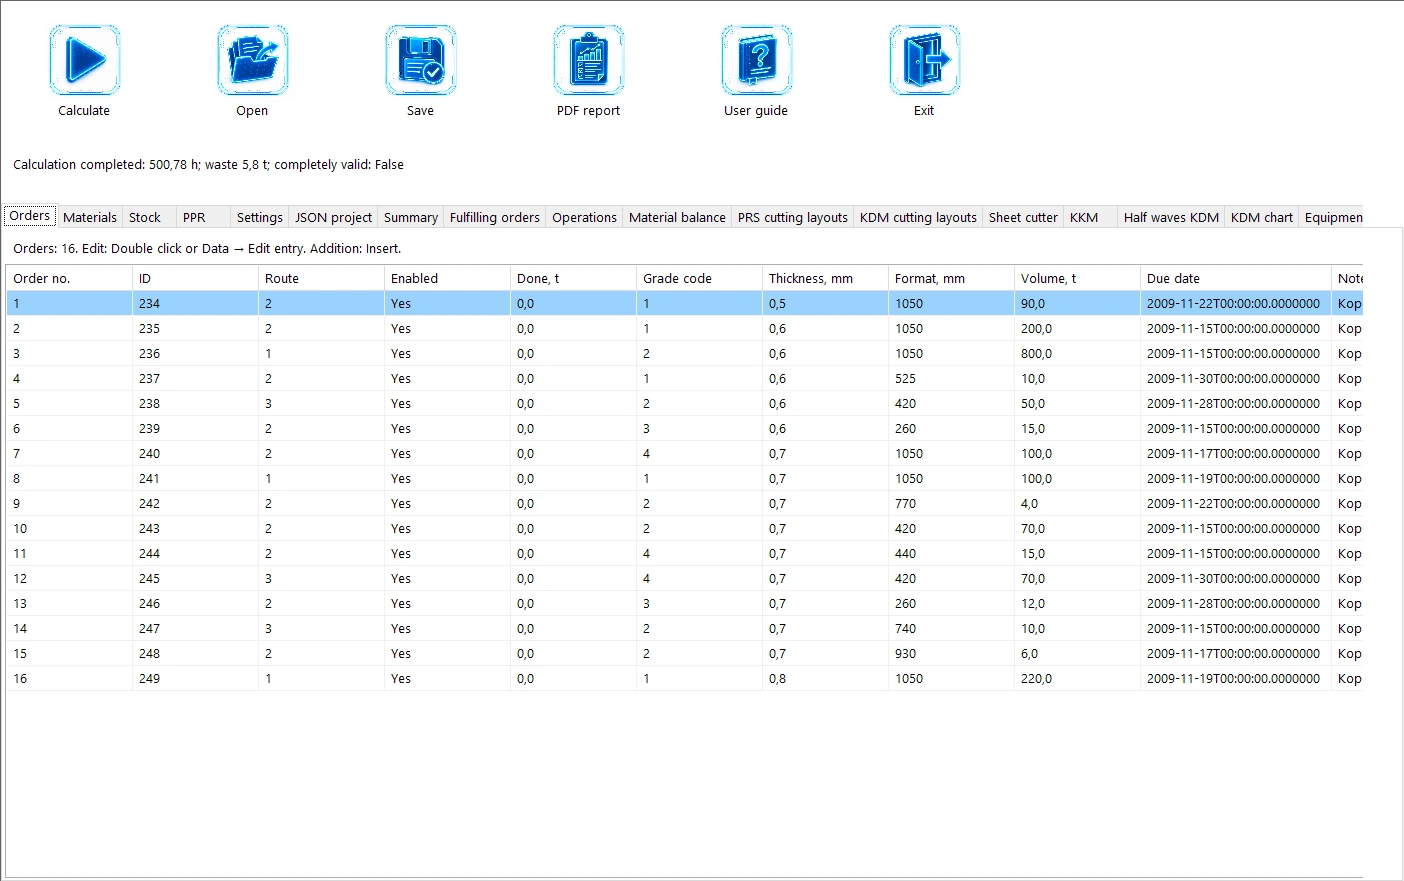 Calculate Open Save PDF report User guide Exit
Calculation completed: 500,78 h; waste 5,8 t; completely valid: False
Orders Materials Stock PPR Settings JSON project Summary Fulfilling orders Operations Material balance PRS cutting layouts KDM cutting layouts Sheet cutter KKM Half waves KDM KDM chart Equipmen
Orders: 16. Edit: Double click or Data → Edit entry. Addition: Insert.
Order no. ID Route Enabled Done, t Grade code Thickness, mm Format, mm Volume, t Due date Note
1 234 2 Yes 0,0 1 0,5 1050 90,0 2009-11-22T00:00:00.0000000 Kop
2 235 2 Yes 0,0 1 0,6 1050 200,0 2009-11-15T00:00:00.0000000 Kop
3 236 1 Yes 0,0 2 0,6 1050 800,0 2009-11-15T00:00:00.0000000 Kop
4 237 2 Yes 0,0 1 0,6 525 10,0 2009-11-30T00:00:00.0000000 Kop
5 238 3 Yes 0,0 2 0,6 420 50,0 2009-11-28T00:00:00.0000000 Kop
6 239 2 Yes 0,0 3 0,6 260 15,0 2009-11-15T00:00:00.0000000 Kop
7 240 2 Yes 0,0 4 0,7 1050 100,0 2009-11-17T00:00:00.0000000 Kop
8 241 1 Yes 0,0 1 0,7 1050 100,0 2009-11-19T00:00:00.0000000 Kop
9 242 2 Yes 0,0 2 0,7 770 4,0 2009-11-22T00:00:00.0000000 Kop
10 243 2 Yes 0,0 2 0,7 420 70,0 2009-11-15T00:00:00.0000000 Kop
11 244 2 Yes 0,0 4 0,7 440 15,0 2009-11-15T00:00:00.0000000 Kop
12 245 3 Yes 0,0 4 0,7 420 70,0 2009-11-30T00:00:00.0000000 Kop
13 246 2 Yes 0,0 3 0,7 260 12,0 2009-11-28T00:00:00.0000000 Kop
14 247 3 Yes 0,0 2 0,7 740 10,0 2009-11-15T00:00:00.0000000 Kop
15 248 2 Yes 0,0 2 0,7 930 6,0 2009-11-17T00:00:00.0000000 Kop
16 249 1 Yes 0,0 1 0,8 1050 220,0 2009-11-19T00:00:00.0000000 Kop